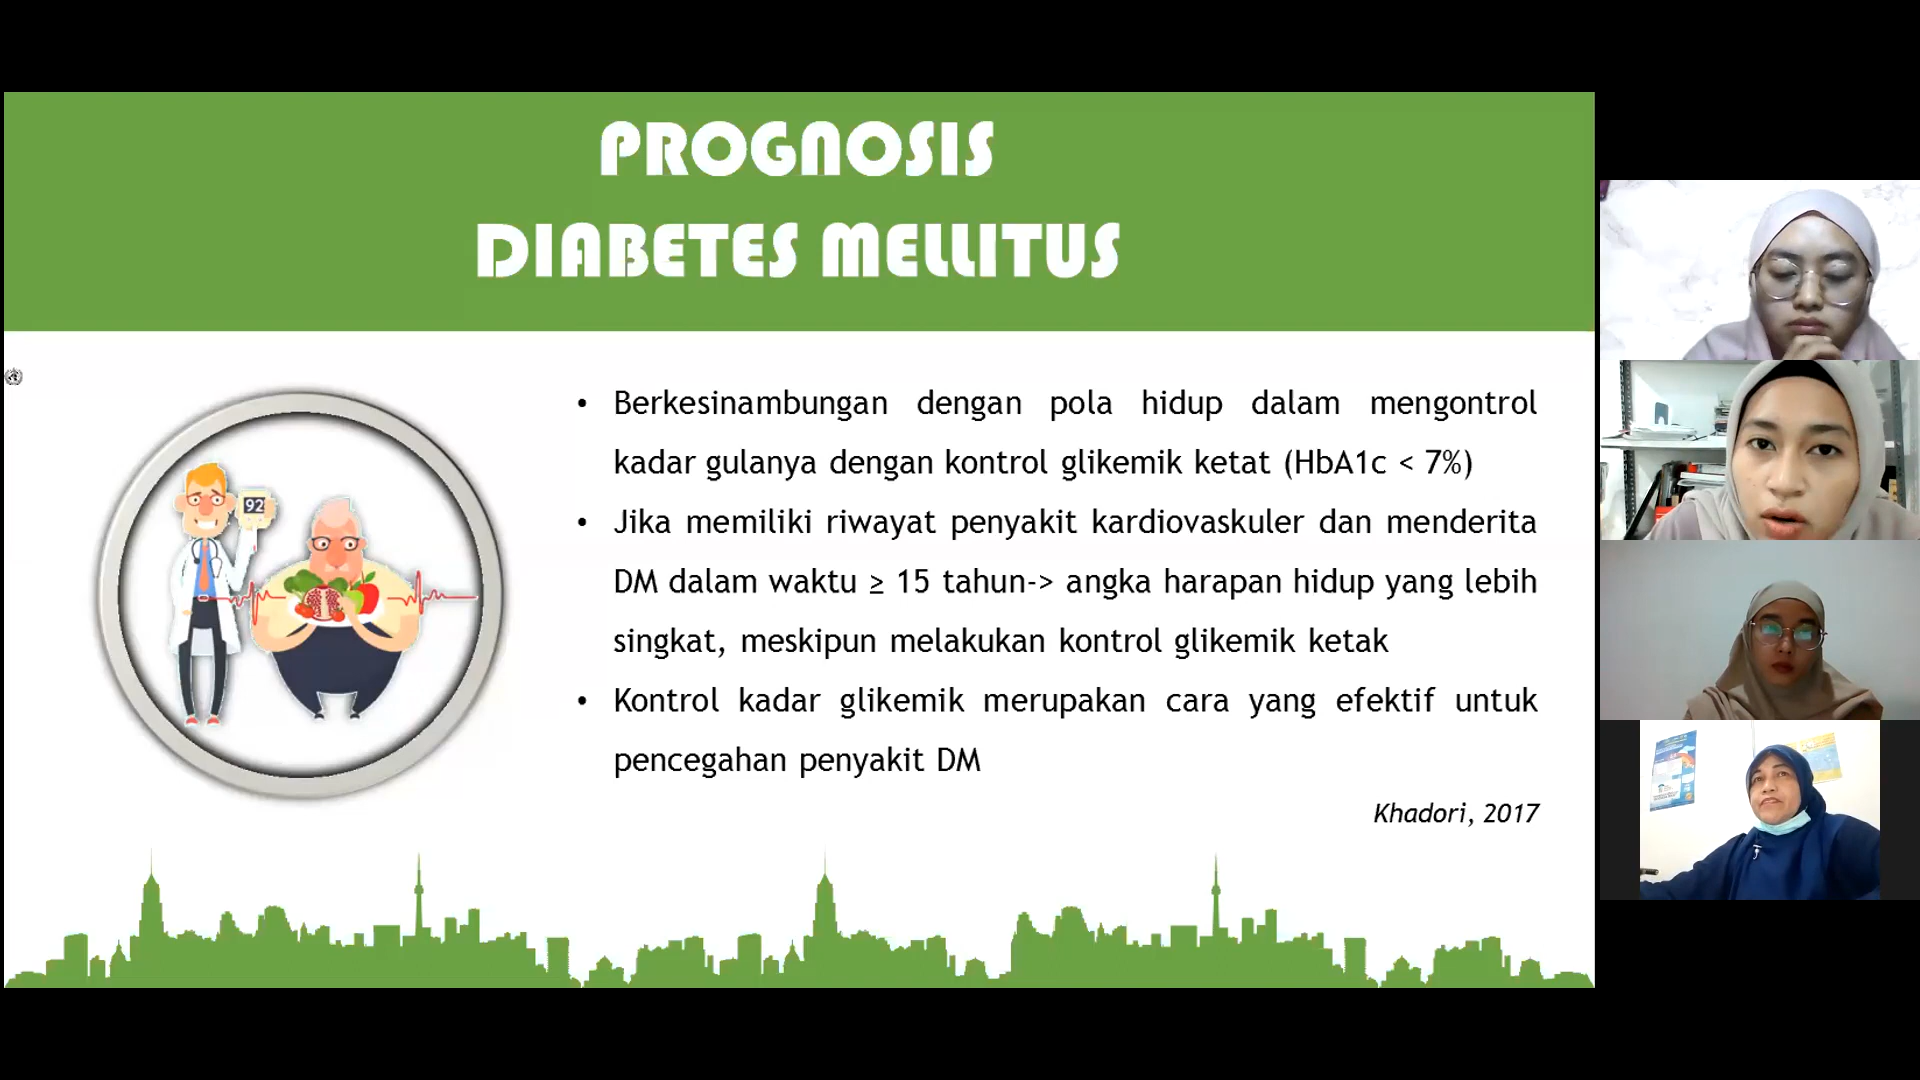 PROGNOSIS
DIABETES MELLITUS
92
• Berkesinambungan dengan pola hidup dalam mengontrol
kadar gulanya dengan kontrol glikemik ketat (HbA1c < 7%)
• Jika memiliki riwayat penyakit kardiovaskuler dan menderita
DM dalam waktu ≥ 15 tahun-> angka harapan hidup yang lebih
singkat, meskipun melakukan kontrol glikemik ketak
• Kontrol kadar glikemik merupakan cara yang efektif untuk
pencegahan penyakit DM
Khadori, 2017